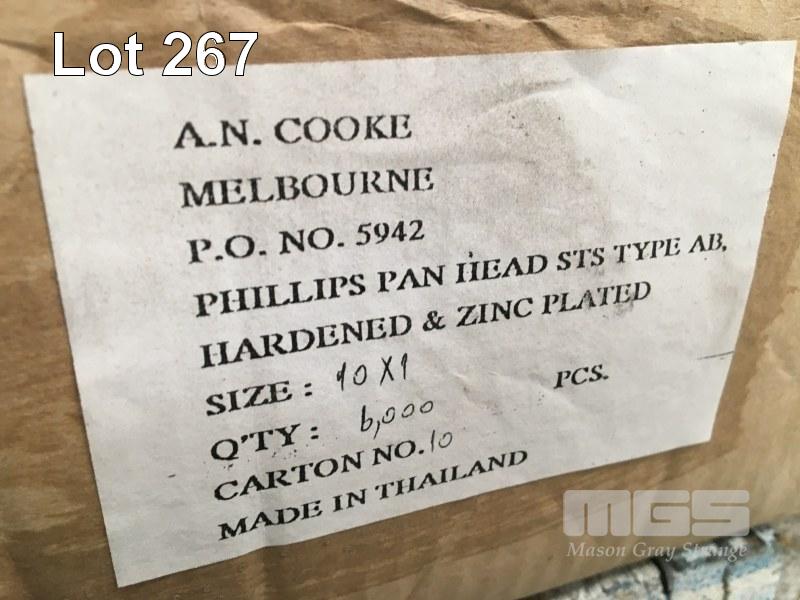 Lot 267
A.N. COOKE
MELBOURNE
P.O. NO. 5942
PHILLIPS PAN HEAD STS TYPE AB,
HARDENED & ZINC PLATED
SIZE : 10 X 1
Q'TY : 6,000 PCS.
CARTON NO. 10
MADE IN THAILAND
MGS
Mason Gray Strange